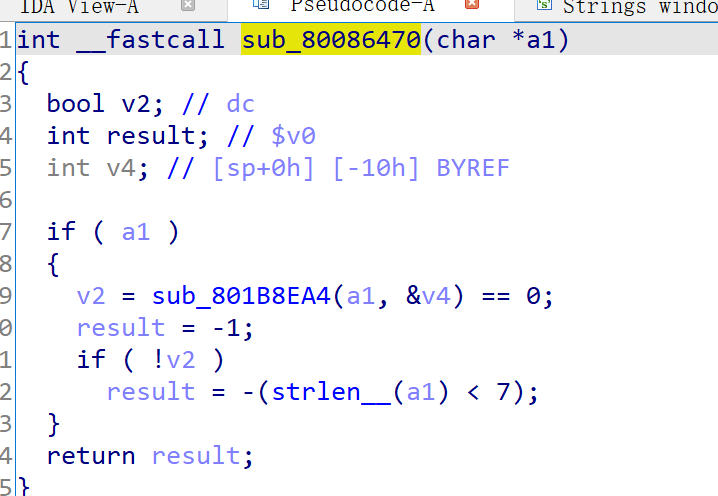 IDA View-A Pseudocode-A Strings windo
1 int __fastcall sub_80086470(char *a1)
2 {
3 bool v2; // dc
4 int result; // $v0
5 int v4; // [sp+0h] [-10h] BYREF
6
7 if ( a1 )
8 {
9 v2 = sub_801B8EA4(a1, &v4) == 0;
0 result = -1;
1 if ( !v2 )
2 result = -(strlen__(a1) < 7);
3 }
4 return result;
5 }